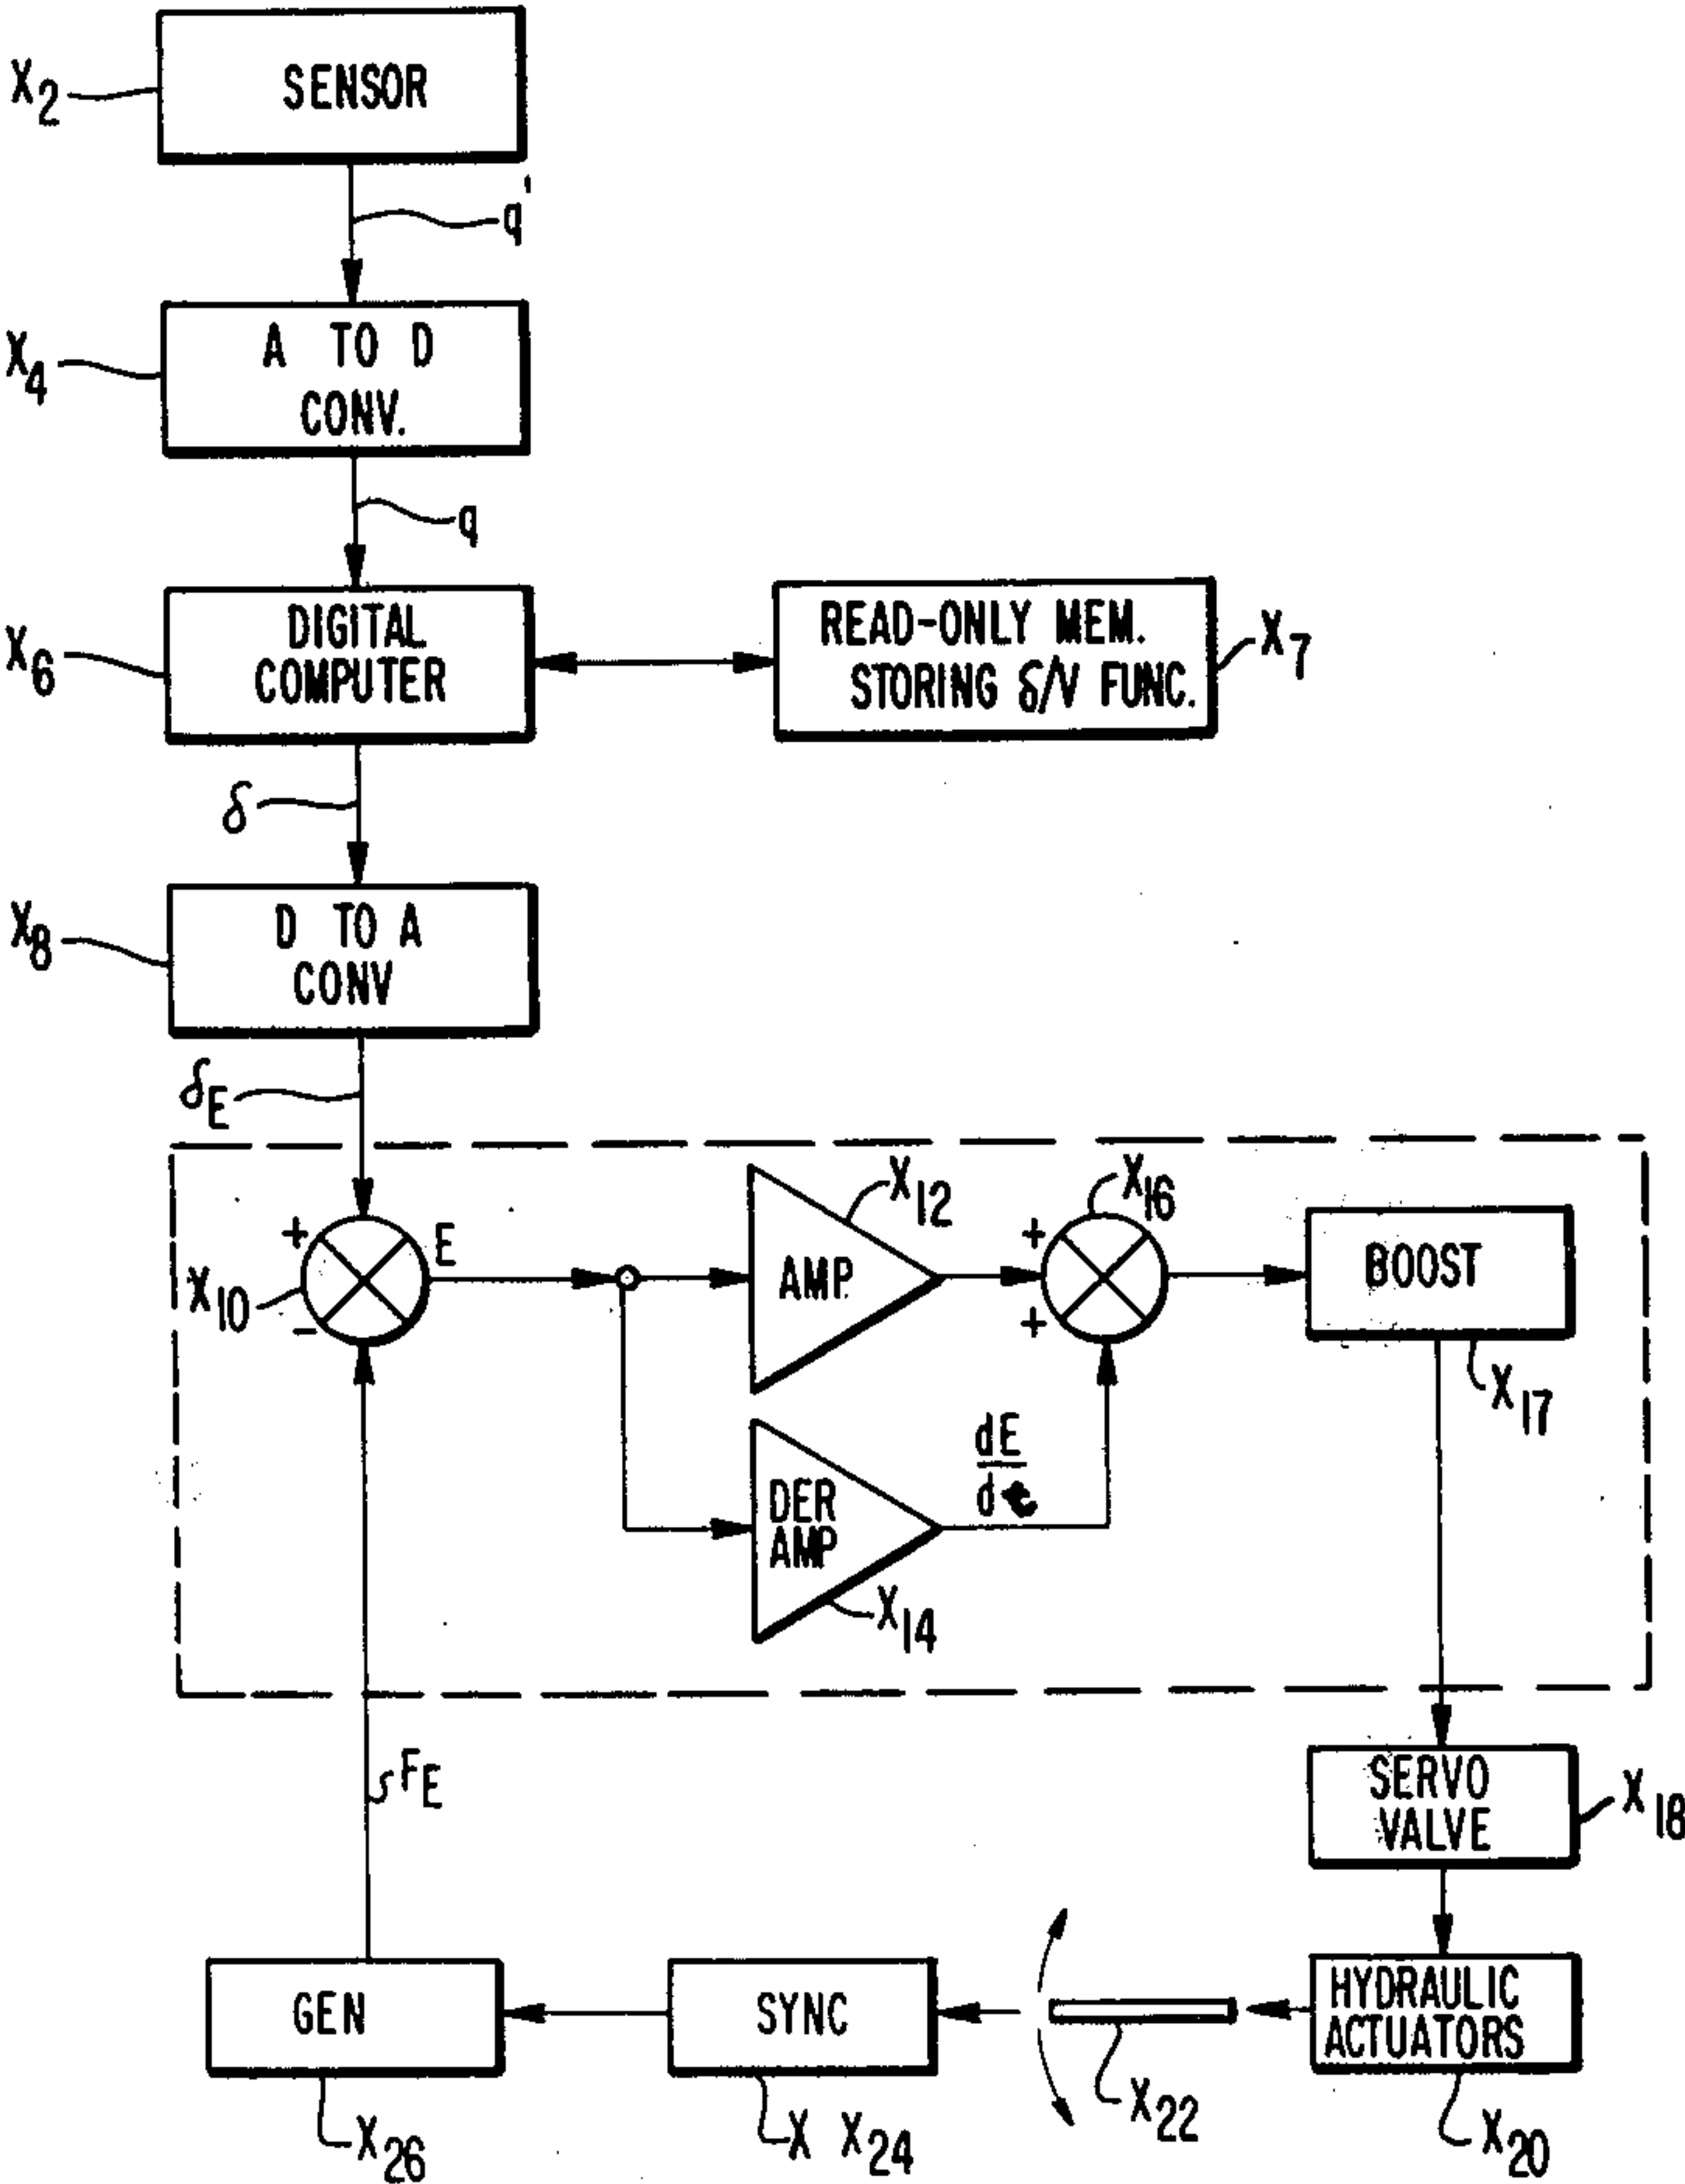 SENSOR
X2
q'
A TO D
CONV.
X4
q
DIGITAL
COMPUTER
X6
READ-ONLY MEM.
STORING δ/V FUNC.
X7
δ
D TO A
CONV
X8
δE
+
-
X10
E
AMP.
X12
DER
AMP
X14
dE
dt
+
+
X16
BOOST
X17
FE
SERVO
VALVE
X18
HYDRAULIC
ACTUATORS
X20
X22
SYNC
X X24
GEN
X26